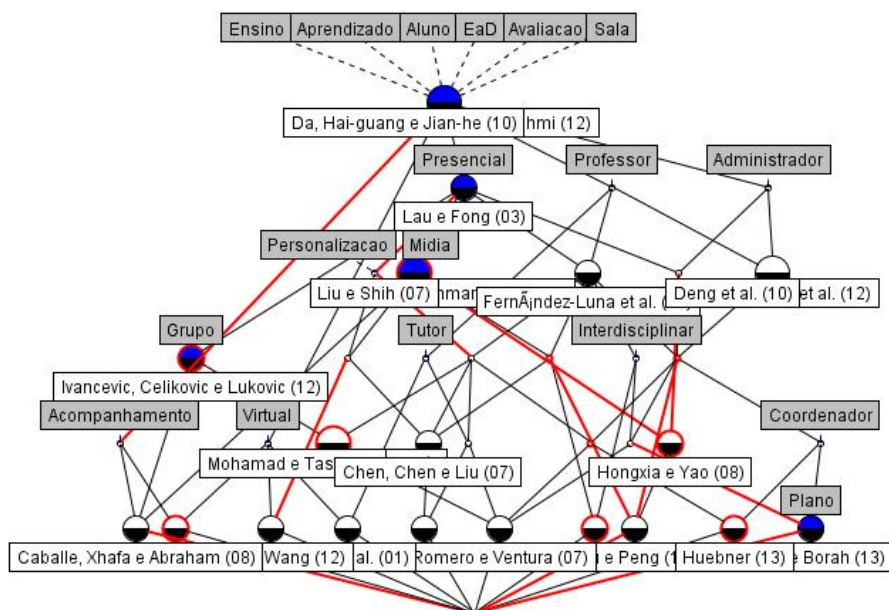 Ensino Aprendizado Aluno EaD Avaliacao Sala
Da, Hai-guang e Jian-he (10) hmi (12)
Presencial Professor Administrador
Lau e Fong (03)
Personalizacao Midia
Liu e Shih (07) Fernÿndez-Luna et al. Deng et al. (10) et al. (12)
Grupo Tutor Interdisciplinar
Ivancevic, Celikovic e Lukovic (12)
Acompanhamento Virtual Coordenador
Mohamad e Tas Chen, Chen e Liu (07) Hongxia e Yao (08)
Plano
Caballe, Xhafa e Abraham (08) Wang (12) al. (01) Romero e Ventura (07) e Peng (1 Huebner (13) e Borah (13)